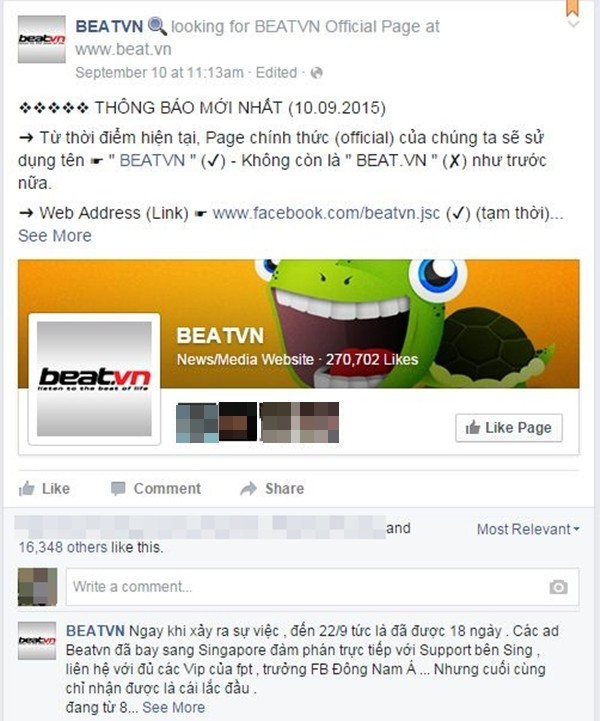 BEATVN 🔍 looking for BEATVN Official Page at
www.beat.vn
September 10 at 11:13am · Edited ·
❖❖❖❖❖ THÔNG BÁO MỚI NHẤT (10.09.2015)
➔ Từ thời điểm hiện tại, Page chính thức (official) của chúng ta sẽ sử
dụng tên ☛ " BEATVN " (✓) - Không còn là " BEAT.VN " (✗) như trước
nữa.
➔ Web Address (Link) ☛ www.facebook.com/beatvn.jsc (✓) (tạm thời)...
See More
BEATVN
News/Media Website · 270,702 Likes
beat.vn
listen to the beat of life
Like Page
Like Comment Share
and
Most Relevant
16,348 others like this.
Write a comment...
beat.vn
BEATVN Ngay khi xảy ra sự việc , đến 22/9 tức là đã được 18 ngày . Các ad
Beatvn đã bay sang Singapore đàm phán trực tiếp với Support bên Sing ,
liên hệ với đủ các Vip của fpt , trưởng FB Đông Nam Á ... Nhưng cuối cùng
chỉ nhận được là cái lắc đầu .
đang từ 8... See More